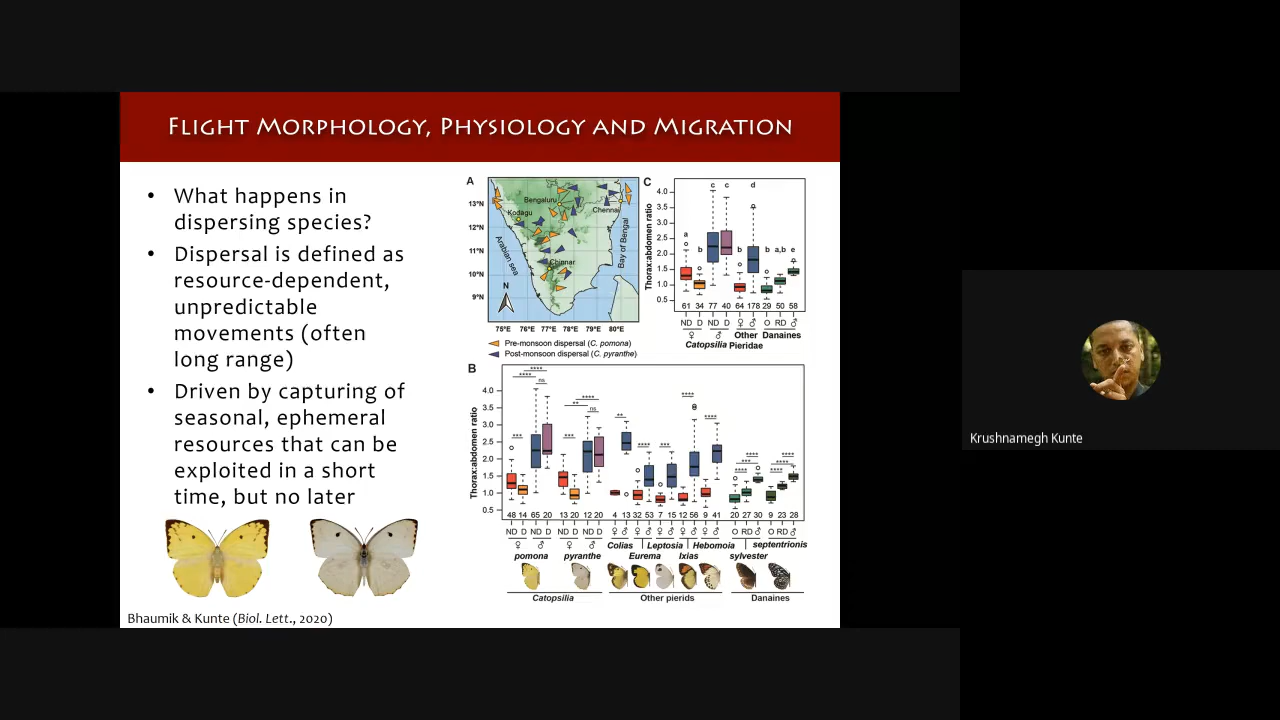 FLIGHT MORPHOLOGY, PHYSIOLOGY AND MIGRATION
• What happens in
dispersing species?
• Dispersal is defined as
resource-dependent,
unpredictable
movements (often
long range)
• Driven by capturing of
seasonal, ephemeral
resources that can be
exploited in a short
time, but no later
Bhaumik & Kunte (Biol. Lett., 2020)
A
Bengaluru
Chennai
Kodagu
Chinnar
Arabian sea
Bay of Bengal
N
13°N
12°N
11°N
10°N
9°N
75°E 76°E 77°E 78°E 79°E 80°E
Pre-monsoon dispersal (C. pomona)
Post-monsoon dispersal (C. pyranthe)
C
Thorax:abdomen ratio
4.0
3.5
3.0
2.5
2.0
1.5
1.0
0.5
a b c c b d b a,b e
61 34 77 40 64 178 29 50 58
ND D ND D ♀ ♂ O RD ♂
♀ ♂ Other Danaines
Catopsilia Pieridae
B
Thorax:abdomen ratio
4.0
3.5
3.0
2.5
2.0
1.5
1.0
0.5
**** **** ns *** **** ** ns *** ** **** *** **** **** **** *** **** **** **** ****
48 14 65 20 13 20 12 20 4 13 32 53 7 15 12 56 9 41 20 27 30 9 23 28
ND D ND D ND D ND D ♀ ♂ ♀ ♂ ♀ ♂ ♀ ♂ ♀ ♂ O RD ♂ O RD ♂
♀ ♂ ♀ ♂ Colias Leptosia Hebomoia septentrionis
pomona pyranthe Eurema Ixias sylvester
Catopsilia Other pierids Danaines
Krushnamegh Kunte